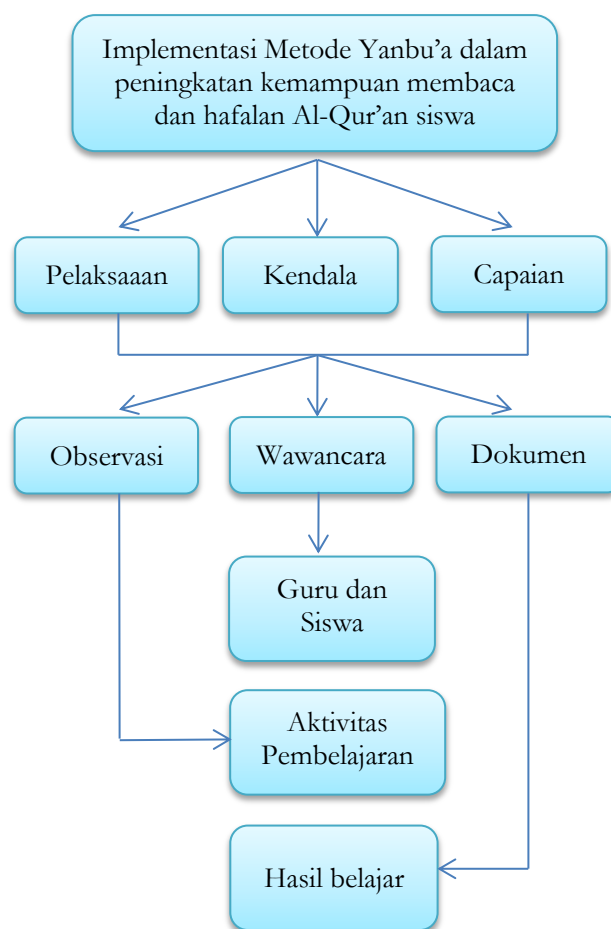 Implementasi Metode Yanbu’a dalam
peningkatan kemampuan membaca
dan hafalan Al-Qur’an siswa
Pelaksaaan
Kendala
Capaian
Observasi
Wawancara
Dokumen
Guru dan
Siswa
Aktivitas
Pembelajaran
Hasil belajar